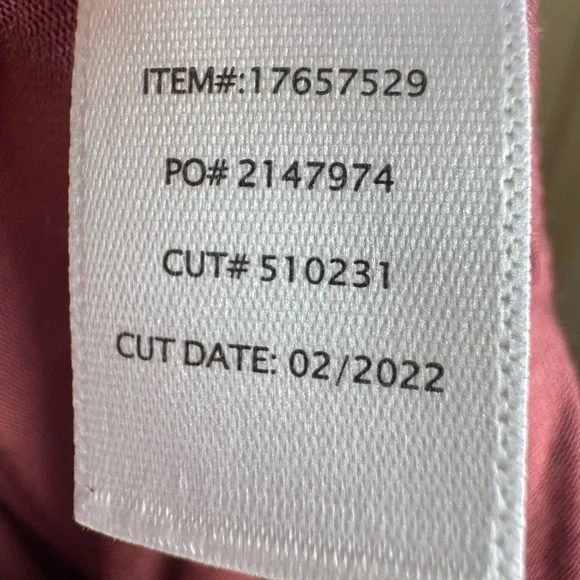 ITEM#:17657529
PO# 2147974
CUT# 510231
CUT DATE: 02/2022